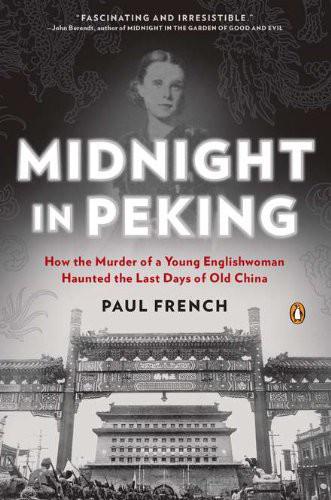 "FASCINATING AND IRRESISTIBLE."
–John Berendt, author of MIDNIGHT IN THE GARDEN OF GOOD AND EVIL
MIDNIGHT
IN PEKING
How the Murder of a Young Englishwoman
Haunted the Last Days of Old China
PAUL FRENCH